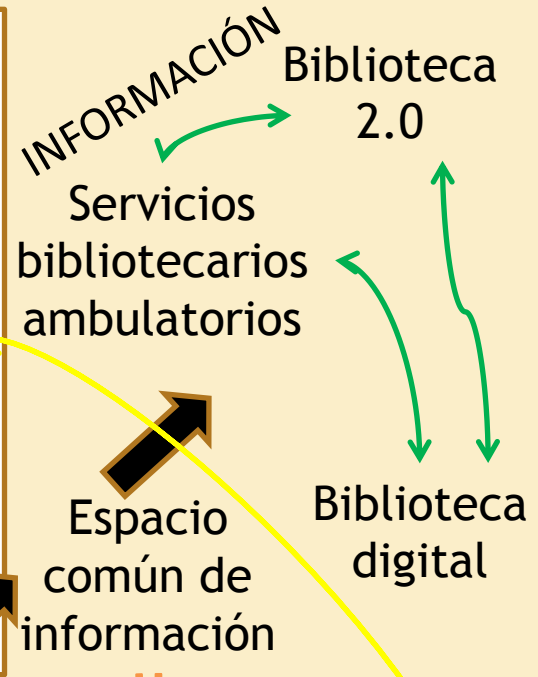 INFORMACIÓN
Biblioteca
2.0
Servicios
bibliotecarios
ambulatorios
Espacio
común de
información
Biblioteca
digital